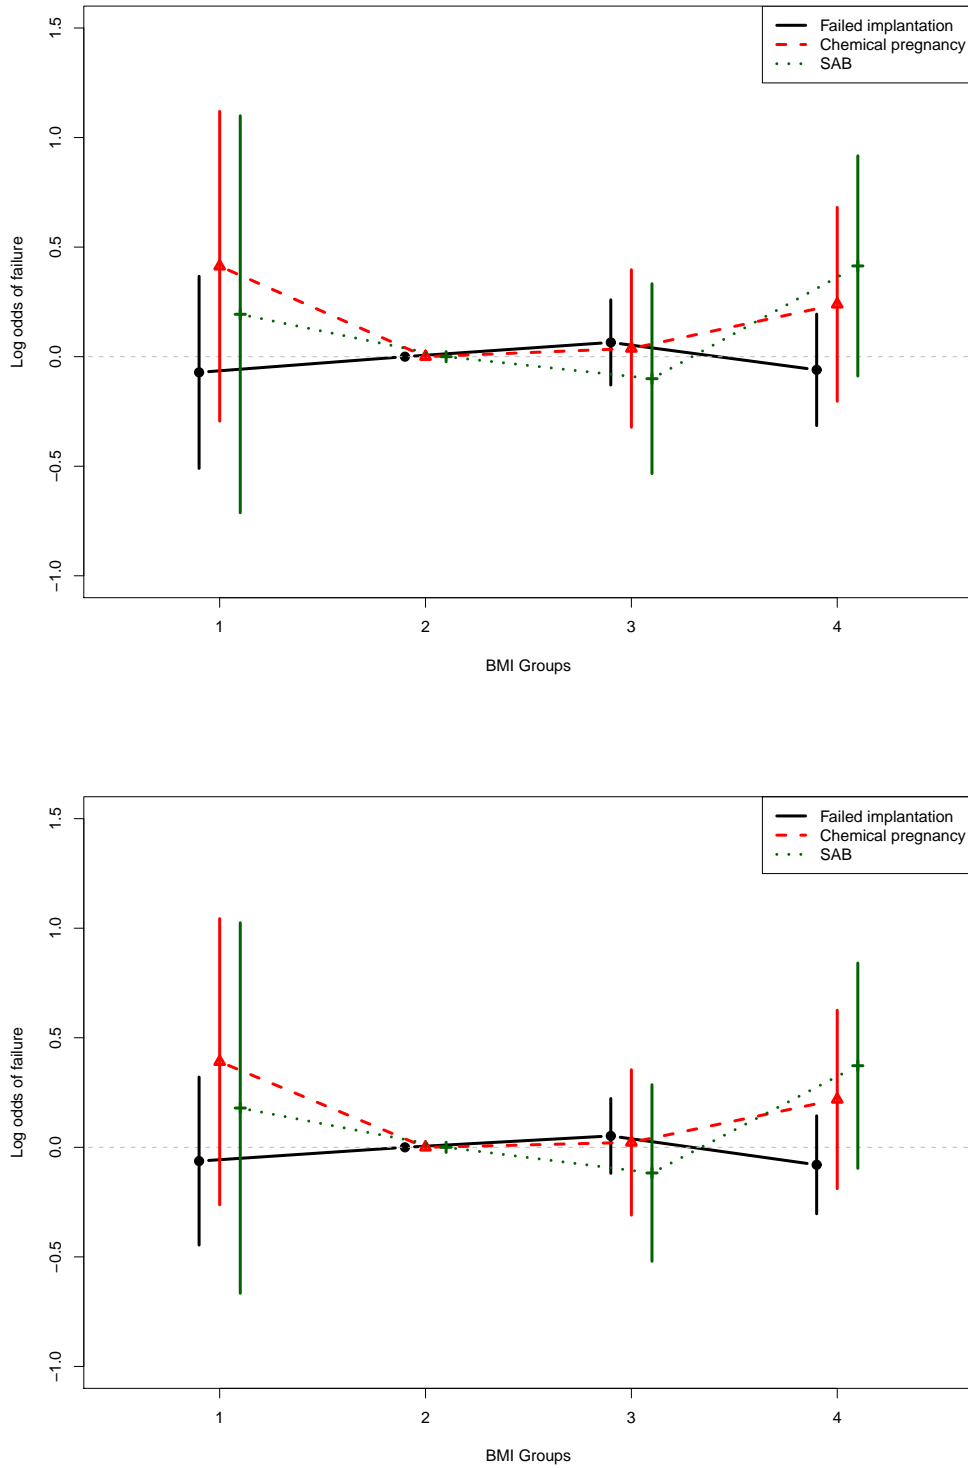 1.5
1.0
0.5
0.0
−0.5
−1.0
Log odds of failure
Failed implantation
Chemical pregnancy
SAB
1 2 3 4
BMI Groups
1.5
1.0
0.5
0.0
−0.5
−1.0
Log odds of failure
Failed implantation
Chemical pregnancy
SAB
1 2 3 4
BMI Groups